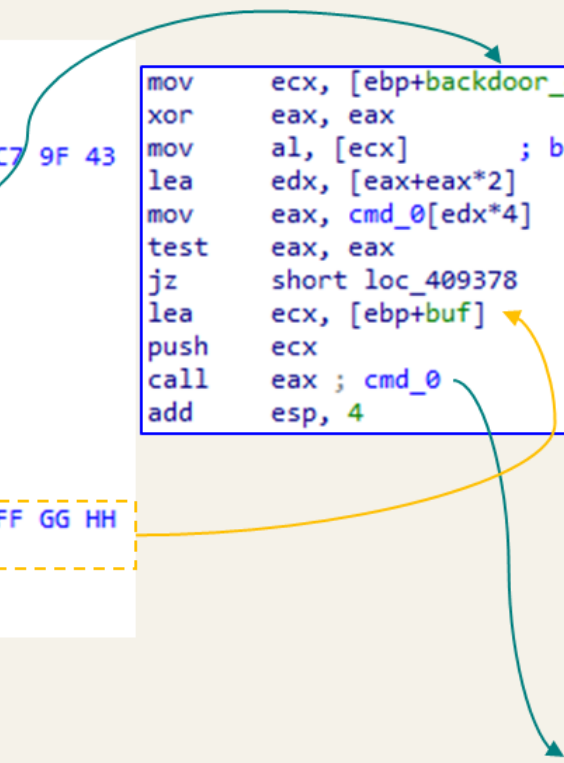 mov ecx, [ebp+backdoor_
xor eax, eax
C7 9F 43
mov al, [ecx] ; b
lea edx, [eax+eax*2]
mov eax, cmd_0[edx*4]
test eax, eax
jz short loc_409378
lea ecx, [ebp+buf]
push ecx
call eax ; cmd_0
add esp, 4
FF GG HH